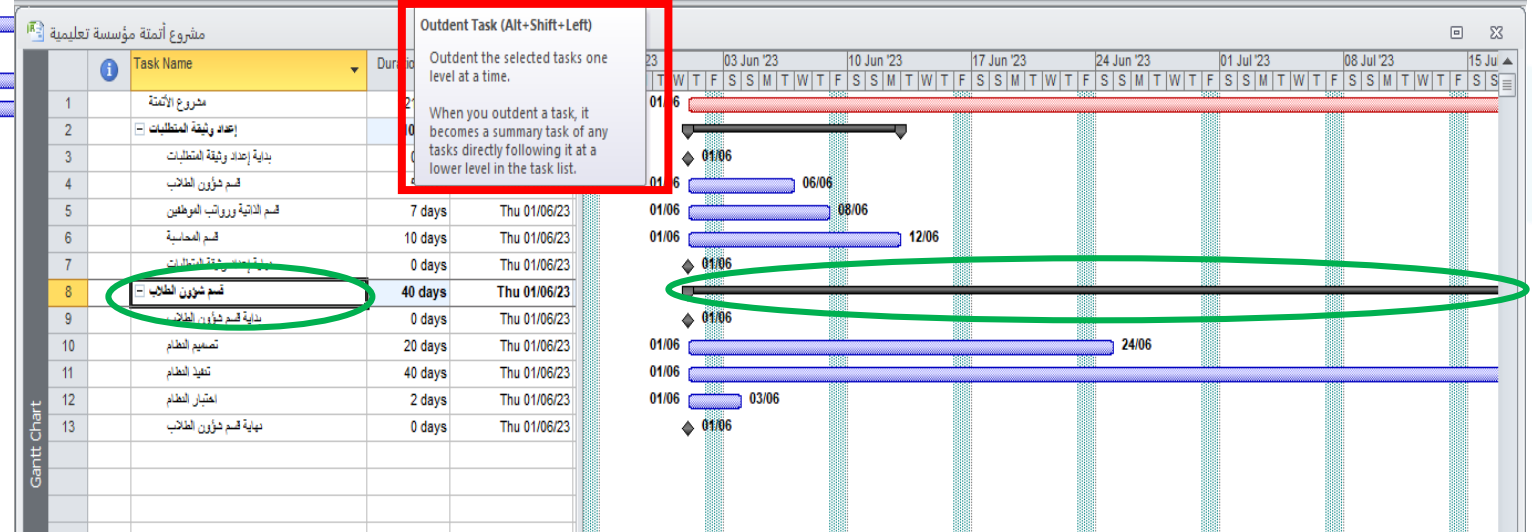 مشروع أتمتة مؤسسة تعليمية
Outdent Task (Alt+Shift+Left)
Outdent the selected tasks one
level at a time.
When you outdent a task, it
becomes a summary task of any
tasks directly following it at a
lower level in the task list.
Task Name
23 03 Jun '23 10 Jun '23 17 Jun '23 24 Jun '23 01 Jul '23 08 Jul '23 15 Ju
T W T F S S M T W T F S S M T W T F S S M T W T F S S M T W T F S S M T W T F S S M T W T F S S
1 مشروع الأتمتة
2 إعداد وثيقة المتطلبات
3 بداية إعداد وثيقة المتطلبات 01/06
4 قسم شؤون الطلاب 06/06
5 قسم الذاتية ورواتب الموظفين 7 days Thu 01/06/23 01/06 08/06
6 قسم المحاسبة 10 days Thu 01/06/23 01/06 12/06
7 إعداد وثيقة المتطلبات 0 days Thu 01/06/23 01/06
8 قسم شؤون الطلاب 40 days Thu 01/06/23
9 بداية قسم شؤون الطلاب 0 days Thu 01/06/23 01/06
10 تصميم النظام 20 days Thu 01/06/23 01/06 24/06
11 تنفيذ النظام 40 days Thu 01/06/23 01/06
12 اختبار النظام 2 days Thu 01/06/23 01/06 03/06
13 نهاية قسم شؤون الطلاب 0 days Thu 01/06/23 01/06
Gantt Chart